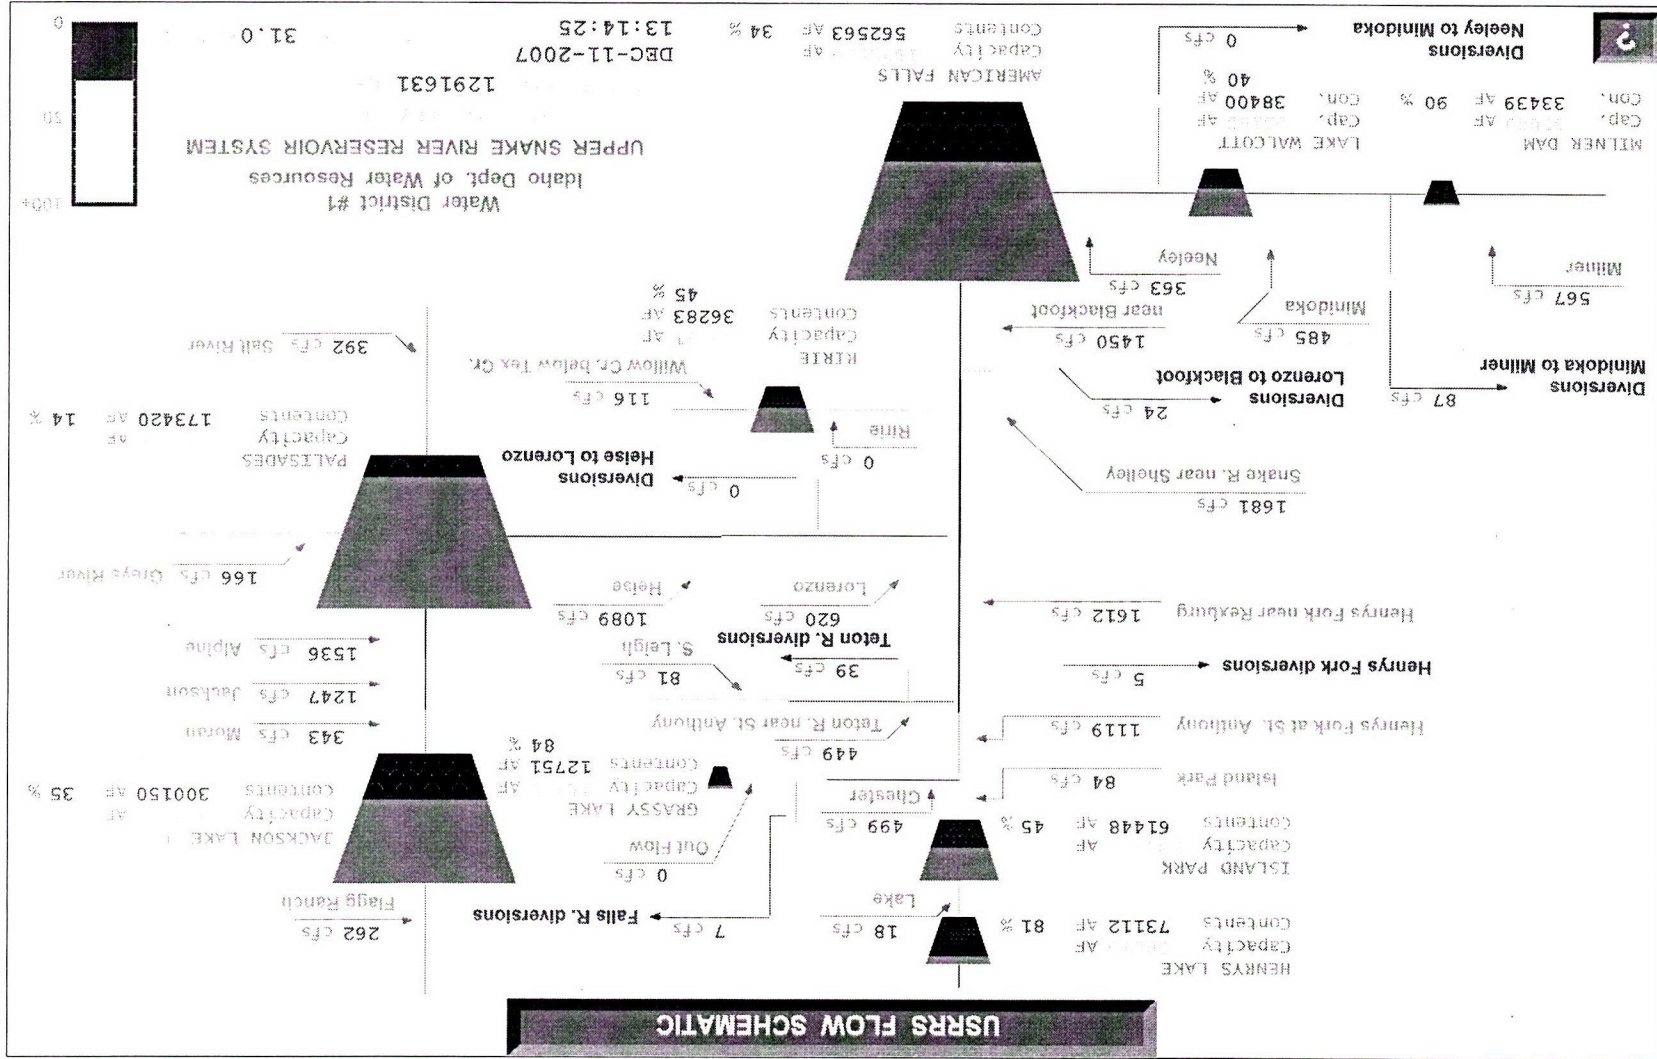 USRRS FLOW SCHEMATIC
HENRYS LAKE
Capacity AF
Contents 73112 AF 81 %
18 cfs
Lake
7 cfs
Falls R. diversions
262 cfs
Flagg Ranch
ISLAND PARK
Capacity AF
Contents 61448 AF 45 %
499 cfs
Chester
0 cfs
Out Flow
GRASSY LAKE
Capacity AF
Contents 12751 AF
84 %
JACKSON LAKE
Capacity AF
Contents 300150 AF 35 %
84 cfs
Island Park
449 cfs
Teton R. near St. Anthony
343 cfs Moran
Henrys Fork at St. Anthony
1119 cfs
1247 cfs Jackson
81 cfs
S. Leigh
39 cfs
Teton R. diversions
1536 cfs Alpine
Henrys Fork diversions
5 cfs
Henrys Fork near Rexburg
1612 cfs
620 cfs
Lorenzo
1089 cfs
Heise
166 cfs Greys River
1681 cfs
Snake R. near Shelley
0 cfs
Diversions
Heise to Lorenzo
0 cfs
Ririe
PALISADES
Capacity AF
Contents 173420 AF 14 %
Diversions
Minidoka to Milner
87 cfs
Diversions
Lorenzo to Blackfoot
24 cfs
116 cfs
Willow Cr. below Tex Cr.
RIRIE
Capacity AF
Contents 36283 AF
45 %
392 cfs Salt River
567 cfs
Milner
485 cfs
Minidoka
1450 cfs
near Blackfoot
363 cfs
Neeley
MILNER DAM
Cap. AF
Con. 33439 AF 90 %
LAKE WALCOTT
Cap. AF
Con. 38400 AF
40 %
Diversions
Neeley to Minidoka
0 cfs
AMERICAN FALLS
Capacity AF
Contents 562563 AF 34 %
Water District #1
Idaho Dept. of Water Resources
UPPER SNAKE RIVER RESERVOIR SYSTEM
1291631
DEC-11-2007
13:14:25
31.0
100+
50
0
?